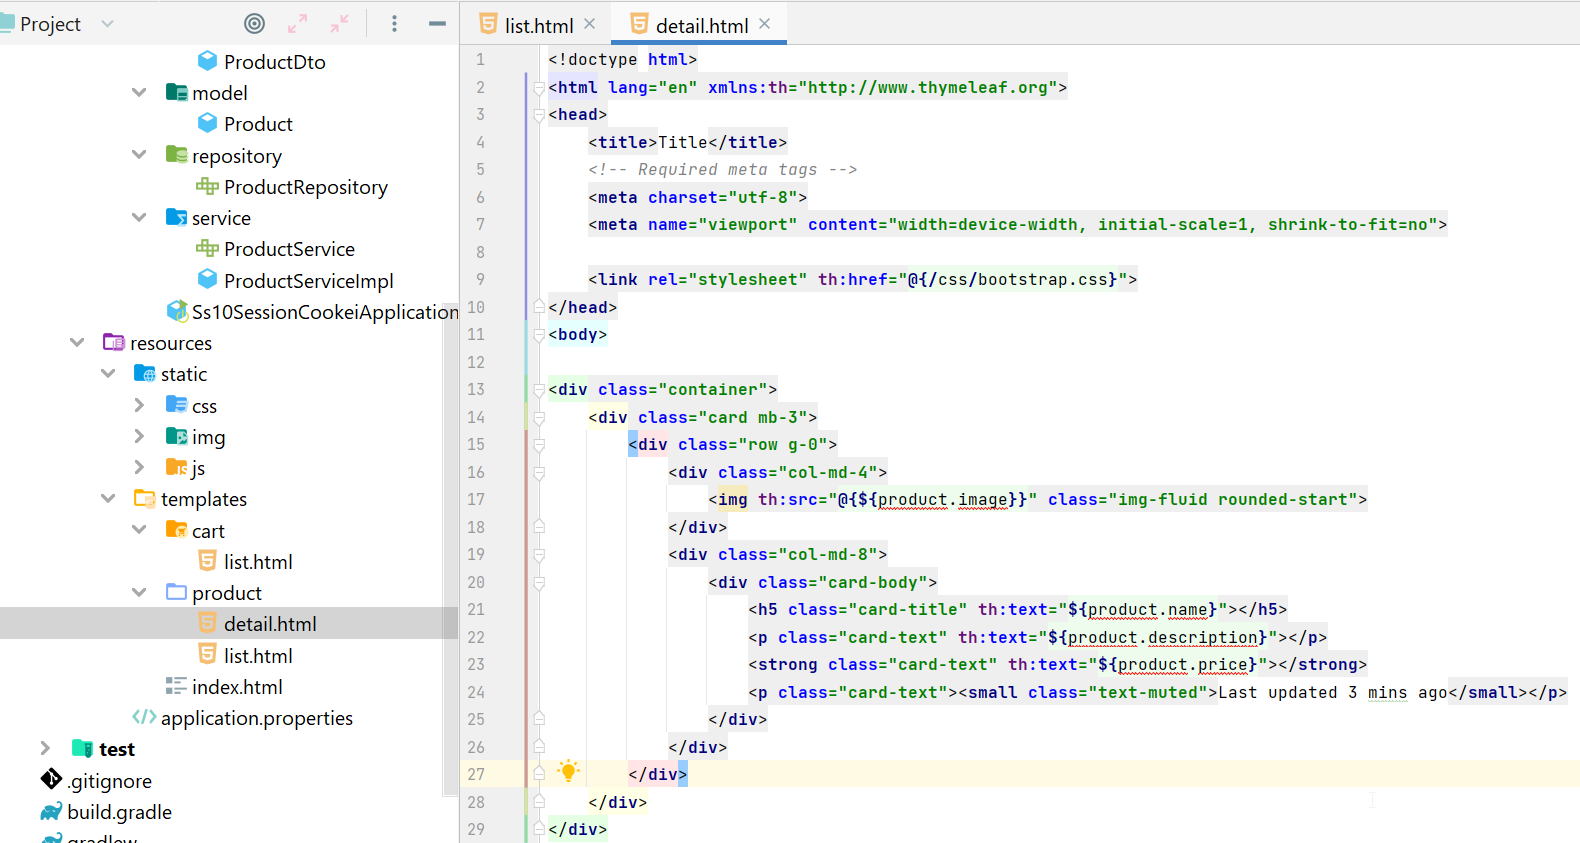 Project
ProductDto
model
Product
repository
ProductRepository
service
ProductService
ProductServiceImpl
Ss10SessionCookeiApplication
resources
static
css
img
js
templates
cart
list.html
product
detail.html
list.html
index.html
application.properties
test
.gitignore
build.gradle
gradlew
list.html
detail.html
1 <!doctype html>
2 <html lang="en" xmlns:th="http://www.thymeleaf.org">
3 <head>
4 <title>Title</title>
5 <!-- Required meta tags -->
6 <meta charset="utf-8">
7 <meta name="viewport" content="width=device-width, initial-scale=1, shrink-to-fit=no">
8
9 <link rel="stylesheet" th:href="@{/css/bootstrap.css}">
10 </head>
11 <body>
12
13 <div class="container">
14 <div class="card mb-3">
15 <div class="row g-0">
16 <div class="col-md-4">
17 <img th:src="@{${product.image}}" class="img-fluid rounded-start">
18 </div>
19 <div class="col-md-8">
20 <div class="card-body">
21 <h5 class="card-title" th:text="${product.name}"></h5>
22 <p class="card-text" th:text="${product.description}"></p>
23 <strong class="card-text" th:text="${product.price}"></strong>
24 <p class="card-text"><small class="text-muted">Last updated 3 mins ago</small></p>
25 </div>
26 </div>
27 </div>
28 </div>
29 </div>